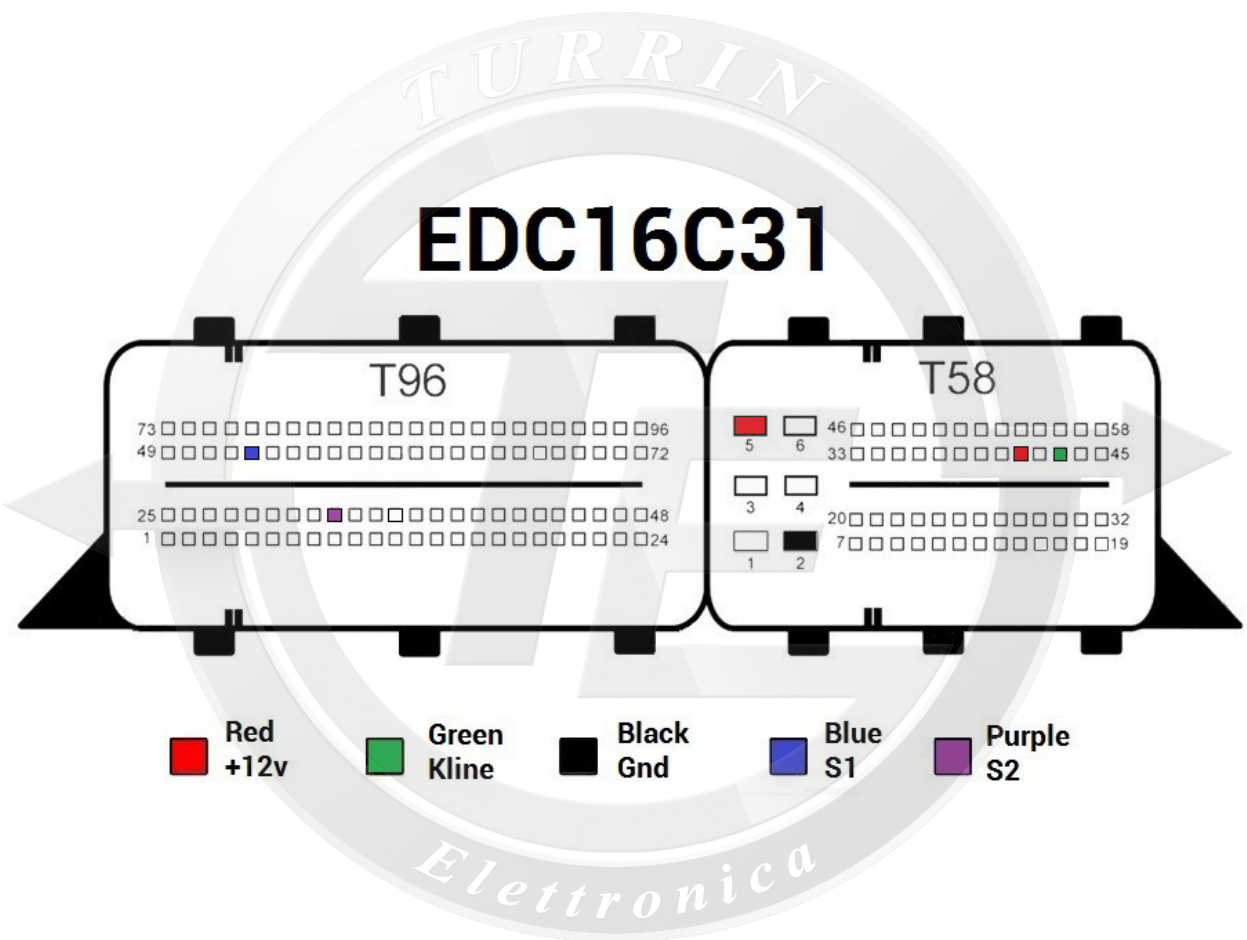 TURRIN
EDC16C31
T96
T58
73 96
49 72
25 48
1 24
5 6
3 4
1 2
46 58
33 45
20 32
7 19
Red
+12v
Green
Kline
Black
Gnd
Blue
S1
Purple
S2
Elettronica